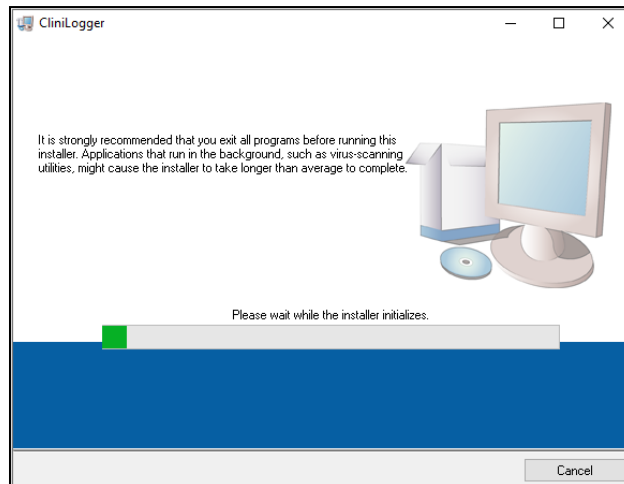 CliniLogger
It is strongly recommended that you exit all programs before running this
installer. Applications that run in the background, such as virus-scanning
utilities, might cause the installer to take longer than average to complete.
Please wait while the installer initializes.
Cancel